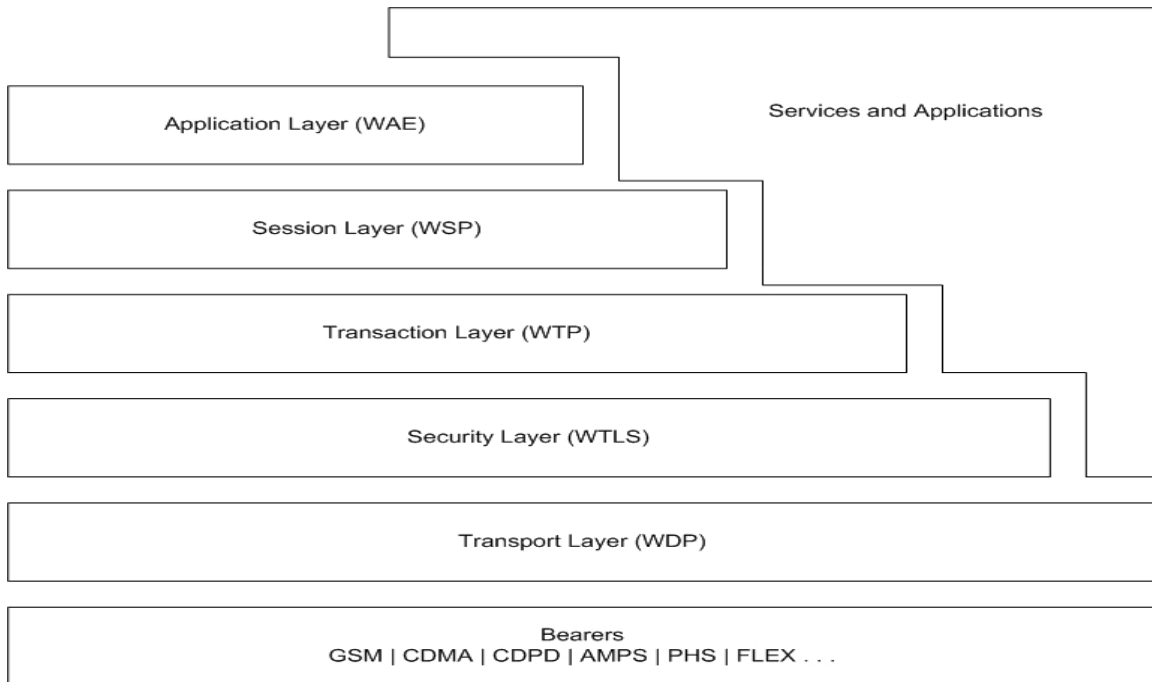 Services and Applications
Application Layer (WAE)
Session Layer (WSP)
Transaction Layer (WTP)
Security Layer (WTLS)
Transport Layer (WDP)
Bearers
GSM | CDMA | CDPD | AMPS | PHS | FLEX . . .